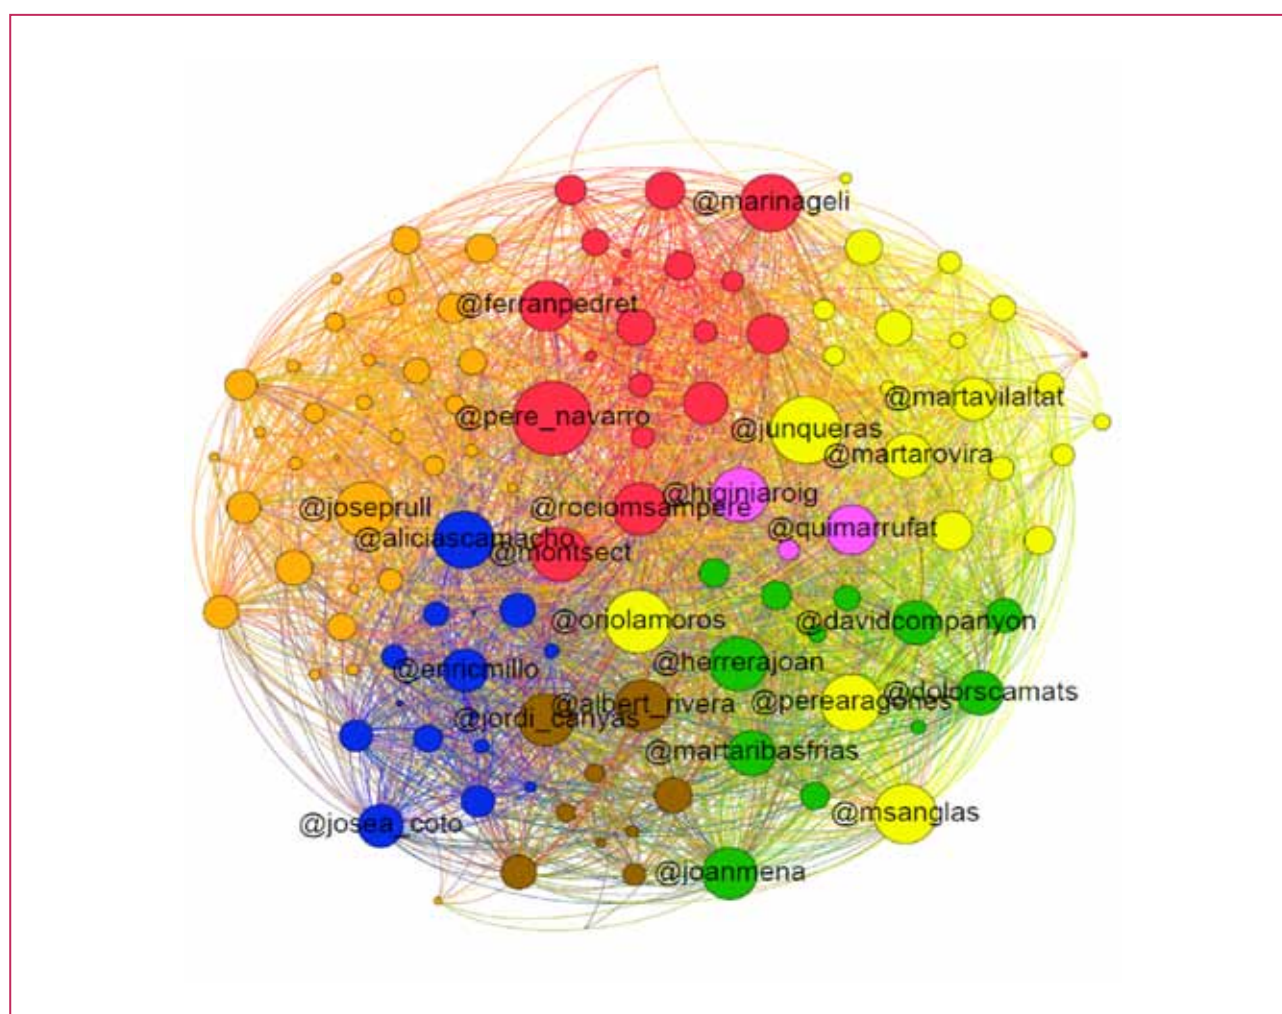 @marinageli
@ferranpedret
@martavilaltat
@pere_navarro
@junqueras
@martarovira
@higiniaroig
@joseprull
@rociomsampere
@quimarrufat
@aliciascamacho
@montsect
@oriolamoros
@davidcompanyon
@herrerajoan
@enricmillo
@dolorscamats
@albert_rivera
@perearagones
@jordi_canyas
@martaribasfrias
@msanglas
@josea_coto
@joanmena